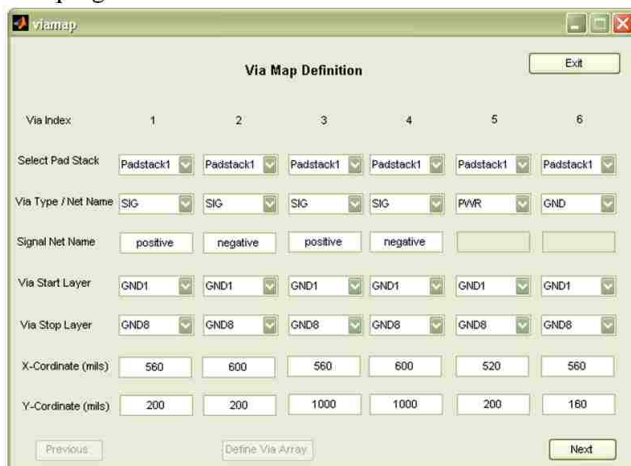 viamap
Via Map Definition
Exit
Via Index 1 2 3 4 5 6
Select Pad Stack Padstack1 Padstack1 Padstack1 Padstack1 Padstack1 Padstack1
Via Type / Net Name SIG SIG SIG SIG PWR GND
Signal Net Name positive negative positive negative
Via Start Layer GND1 GND1 GND1 GND1 GND1 GND1
Via Stop Layer GND8 GND8 GND8 GND8 GND8 GND8
X-Cordinate (mils) 560 600 560 600 520 560
Y-Cordinate (mils) 200 200 1000 1000 200 160
Previous Define Via Array Next